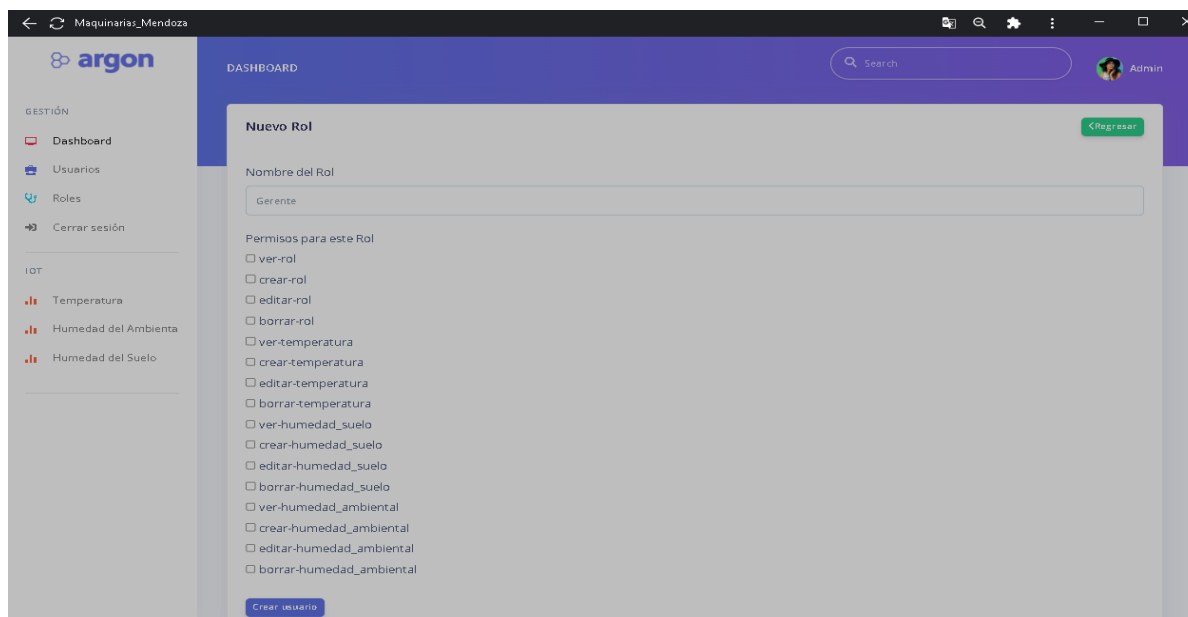 Maquinarias_Mendoza
argon
DASHBOARD
Search
Admin
GESTIÓN
Dashboard
Usuarios
Roles
Cerrar sesión
IOT
Temperatura
Humedad del Ambienta
Humedad del Suelo
Nuevo Rol
Regresar
Nombre del Rol
Gerente
Permisos para este Rol
ver-rol
crear-rol
editar-rol
borrar-rol
ver-temperatura
crear-temperatura
editar-temperatura
borrar-temperatura
ver-humedad_suelo
crear-humedad_suelo
editar-humedad_suelo
borrar-humedad_suelo
ver-humedad_ambiental
crear-humedad_ambiental
editar-humedad_ambiental
borrar-humedad_ambiental
Crear usuario